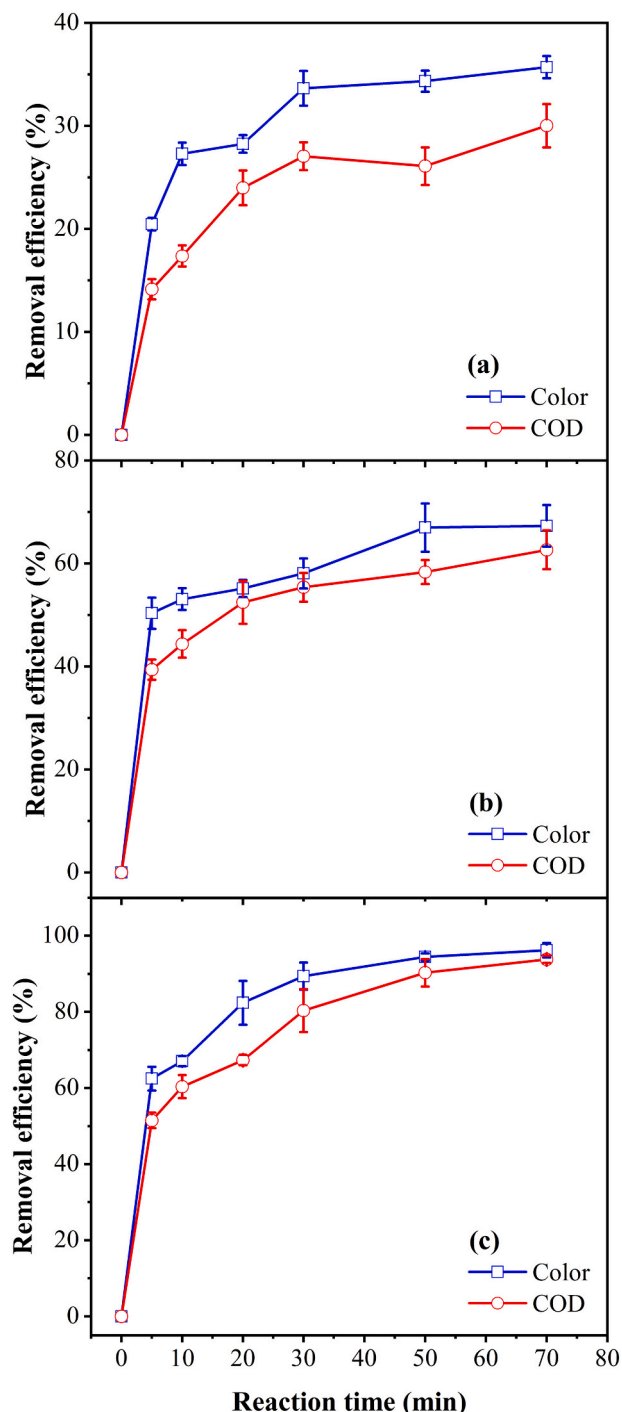 40
30
20
10
0
Removal efficiency (%)
(a)
Color
COD
80
60
40
20
0
Removal efficiency (%)
(b)
Color
COD
100
80
60
40
20
0
Removal efficiency (%)
(c)
Color
COD
0 10 20 30 40 50 60 70 80
Reaction time (min)